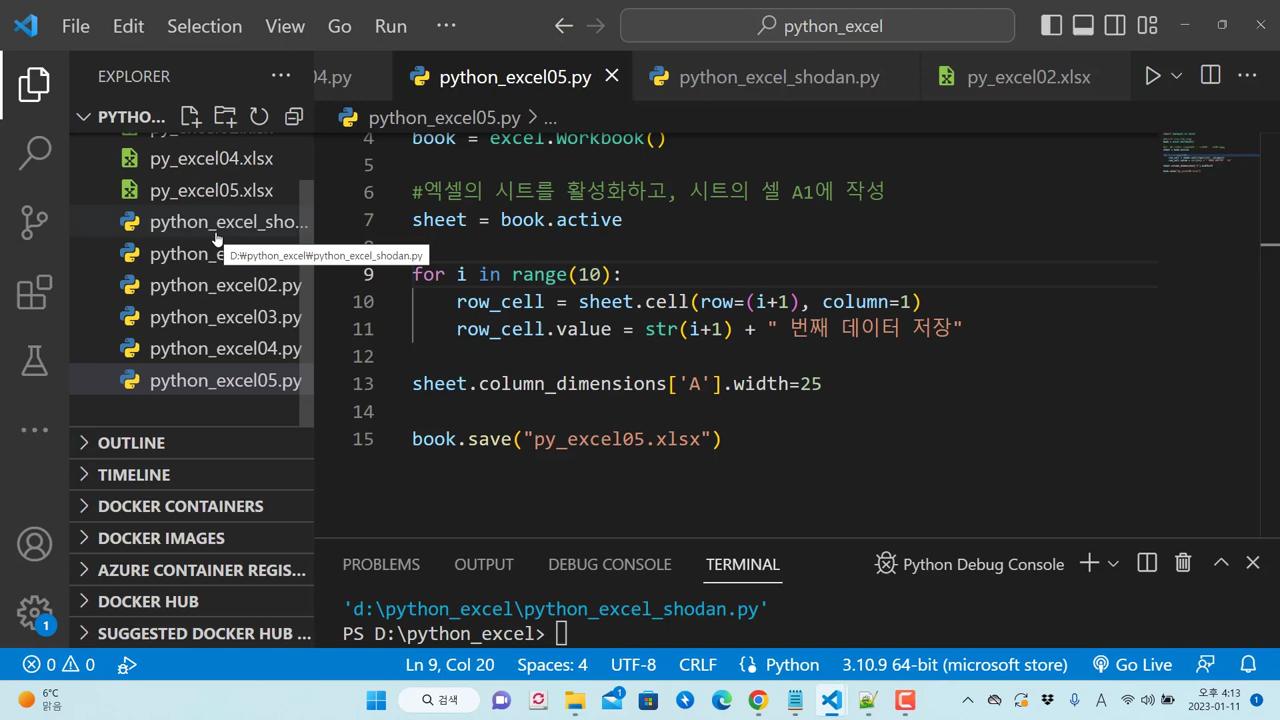 File Edit Selection View Go Run ···
python_excel
EXPLORER ···
04.py
python_excel05.py
python_excel_shodan.py
py_excel02.xlsx
PYTHO...
python_excel05.py > ...
py_excel04.xlsx
py_excel05.xlsx
python_excel_sho...
python_e
D:₩python_excel₩python_excel_shodan.py
python_excel02.py
python_excel03.py
python_excel04.py
python_excel05.py
4 book = excel.Workbook()
5
6 #엑셀의 시트를 활성화하고, 시트의 셀 A1에 작성
7 sheet = book.active
9 for i in range(10):
10 row_cell = sheet.cell(row=(i+1), column=1)
11 row_cell.value = str(i+1) + " 번째 데이터 저장"
12
13 sheet.column_dimensions['A'].width=25
14
15 book.save("py_excel05.xlsx")
OUTLINE
TIMELINE
DOCKER CONTAINERS
DOCKER IMAGES
AZURE CONTAINER REGIS...
DOCKER HUB
SUGGESTED DOCKER HUB ...
1
PROBLEMS OUTPUT DEBUG CONSOLE TERMINAL
Python Debug Console
'd:\python_excel\python_excel_shodan.py'
PS D:\python_excel>
0 0
Ln 9, Col 20 Spaces: 4 UTF-8 CRLF Python 3.10.9 64-bit (microsoft store) Go Live
6°C
맑음
검색
1
A
오후 4:13
2023-01-11
1